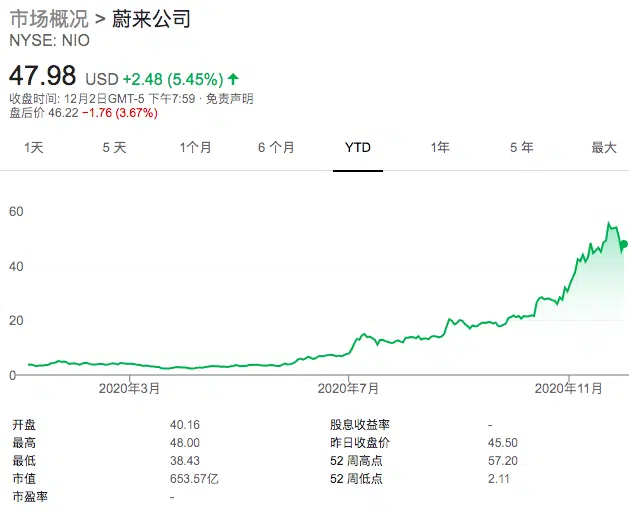 市场概况 > 蔚来公司
NYSE: NIO
47.98 USD +2.48 (5.45%) ↑
收盘时间: 12月2日GMT-5 下午7:59 · 免责声明
盘后价 46.22 −1.76 (3.67%)
1天 5 天 1个月 6 个月 YTD 1年 5 年 最大
60
40
20
0
2020年3月 2020年7月 2020年11月
开盘 40.16 股息收益率 -
最高 48.00 昨日收盘价 45.50
最低 38.43 52 周高点 57.20
市值 653.57亿 52 周低点 2.11
市盈率 -